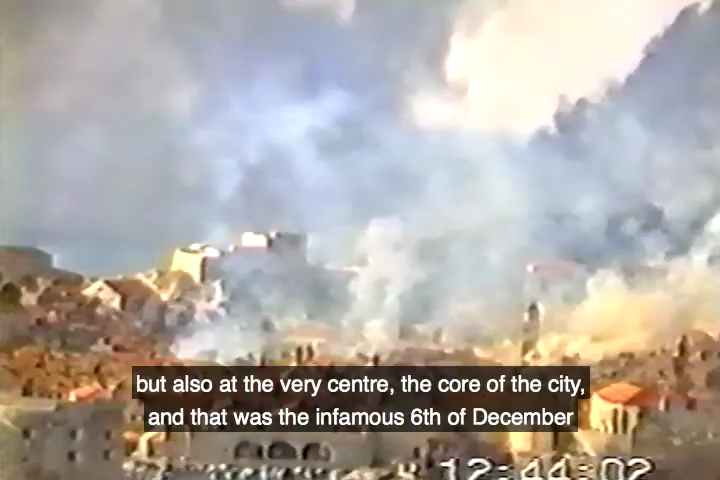 but also at the very centre, the core of the city,
and that was the infamous 6th of December
12:44:02